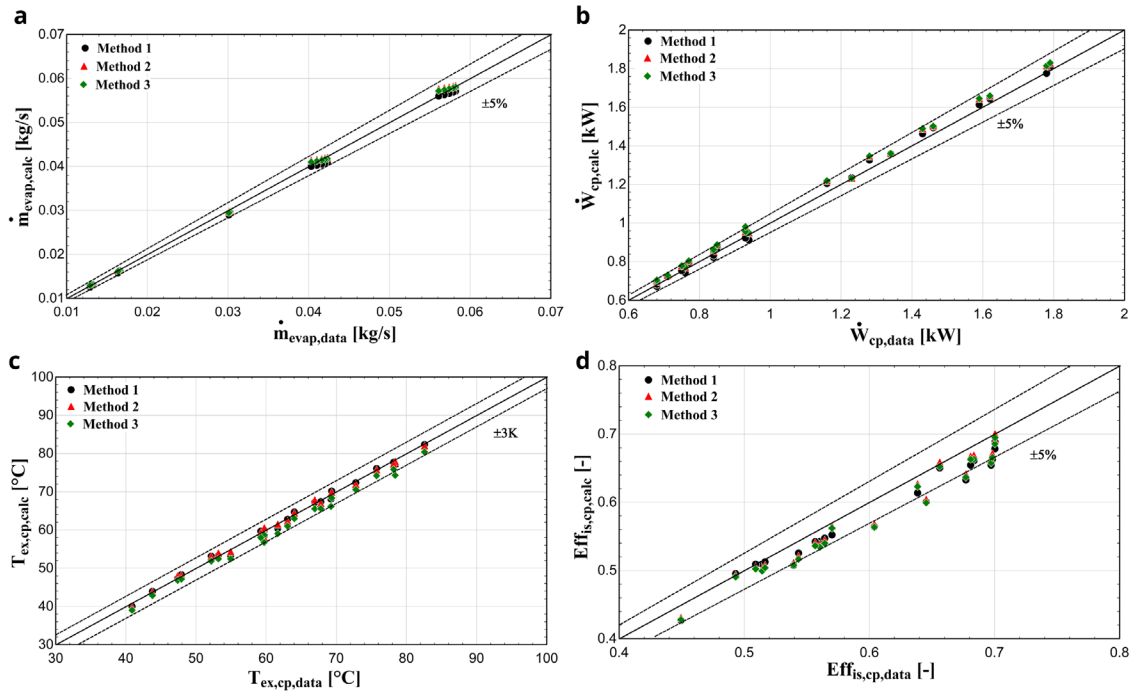 a
0.07
0.06
0.05
0.04
0.03
0.02
0.01
ṁevap,calc [kg/s]
Method 1
Method 2
Method 3
±5%
0.01 0.02 0.03 0.04 0.05 0.06 0.07
ṁevap,data [kg/s]
b
2
1.8
1.6
1.4
1.2
1
0.8
0.6
Ẇcp,calc [kW]
Method 1
Method 2
Method 3
±5%
0.6 0.8 1 1.2 1.4 1.6 1.8 2
Ẇcp,data [kW]
c
100
90
80
70
60
50
40
30
Tex,cp,calc [°C]
Method 1
Method 2
Method 3
±3K
30 40 50 60 70 80 90 100
Tex,cp,data [°C]
d
0.8
0.7
0.6
0.5
0.4
Effis,cp,calc [-]
Method 1
Method 2
Method 3
±5%
0.4 0.5 0.6 0.7 0.8
Effis,cp,data [-]